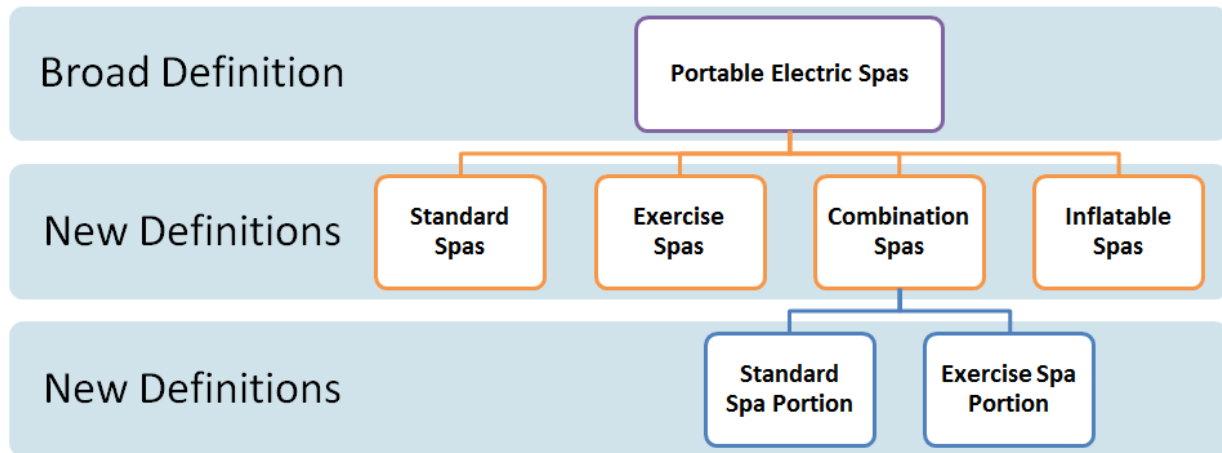 Broad Definition
Portable Electric Spas
New Definitions
Standard
Spas
Exercise
Spas
Combination
Spas
Inflatable
Spas
New Definitions
Standard
Spa Portion
Exercise Spa
Portion